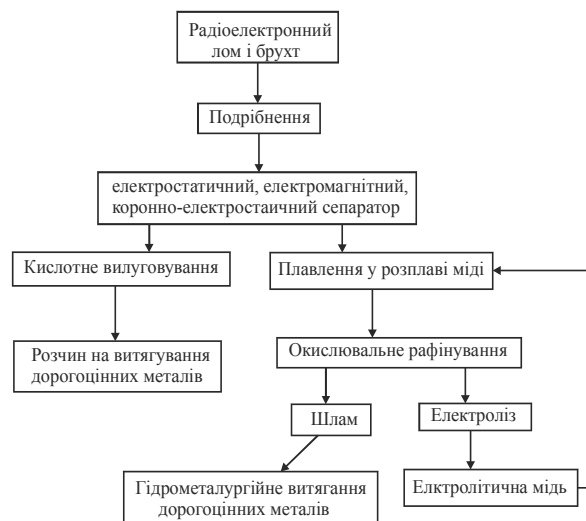 Радіоелектронний
лом і брухт
Подрібнення
електростатичний, електромагнітний,
коронно-електростаичний сепаратор
Кислотне вилуговування
Плавлення у розплаві міді
Розчин на витягування
дорогоцінних металів
Окислювальне рафінування
Шлам
Електроліз
Гідрометалургійне витягання
дорогоцінних металів
Елктролітична мідь